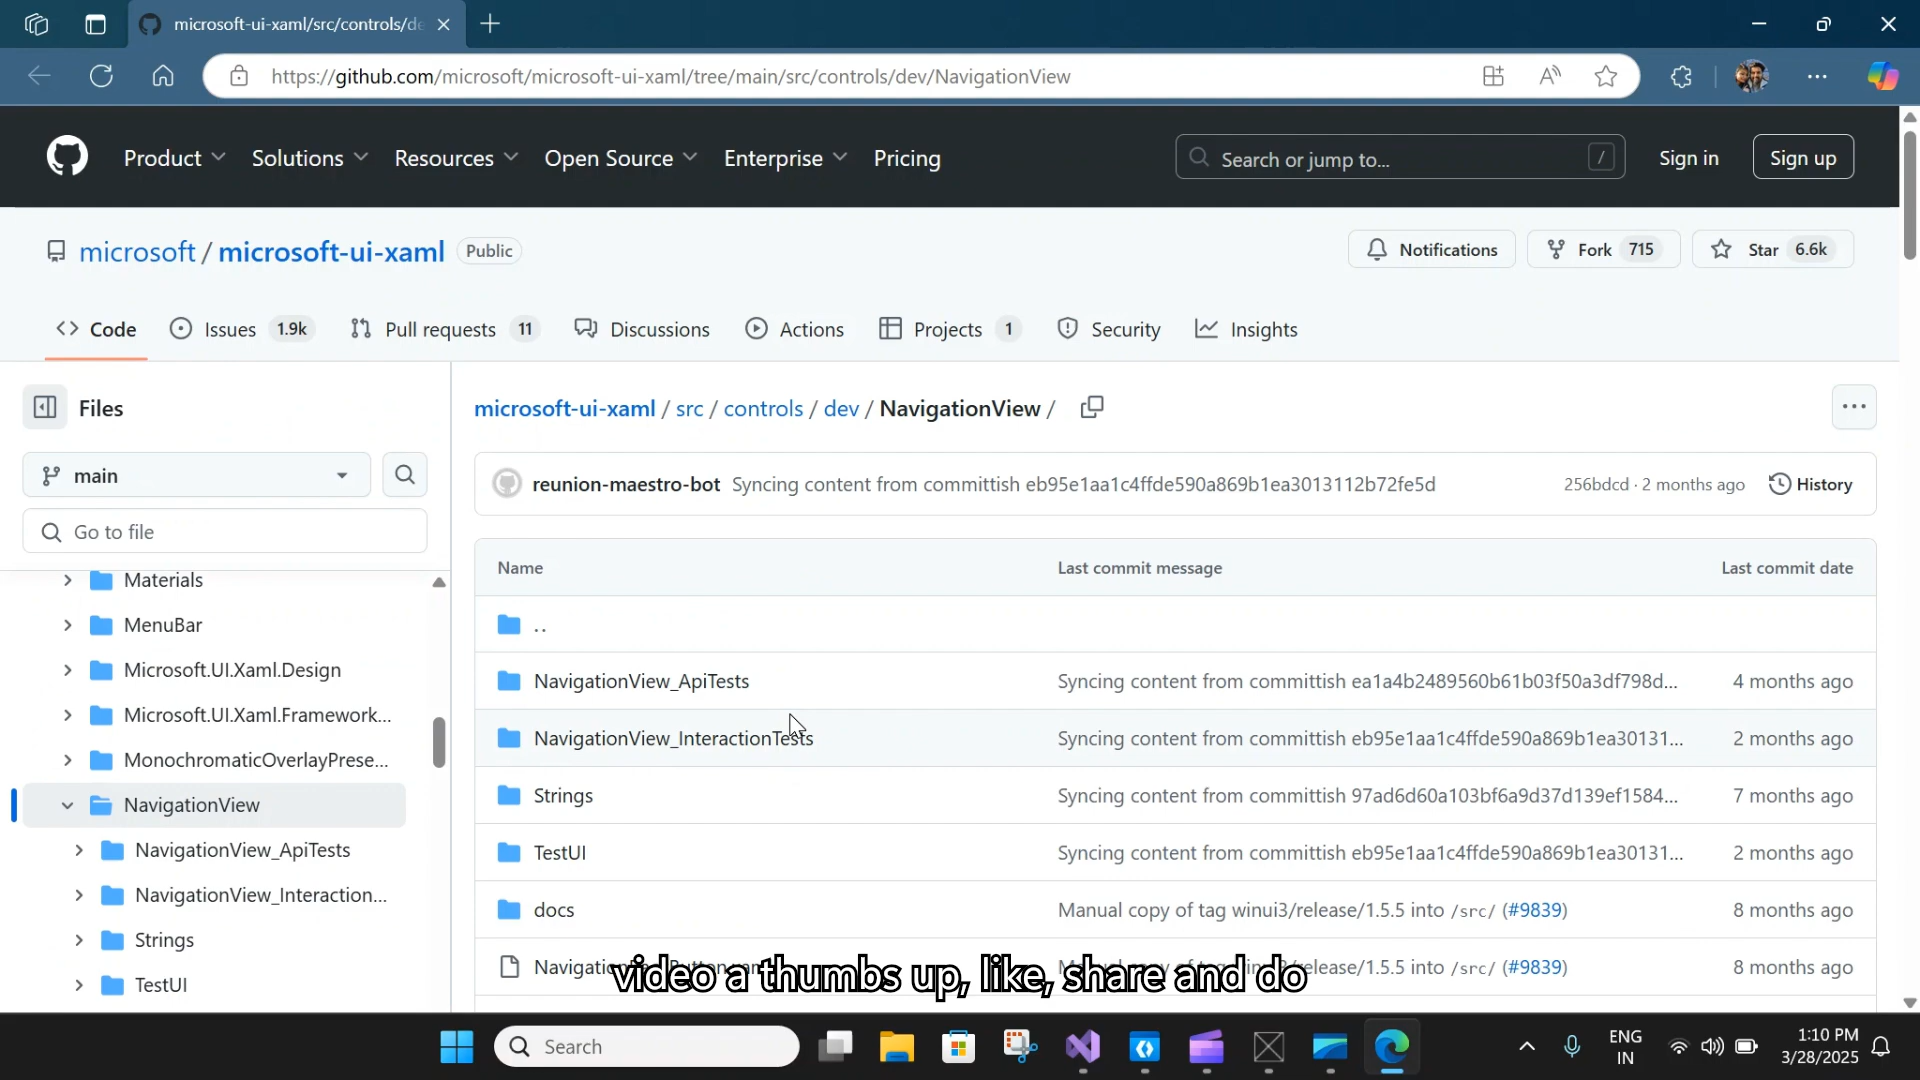 microsoft-ui-xaml/src/controls/de
https://github.com/microsoft/microsoft-ui-xaml/tree/main/src/controls/dev/NavigationView
Product Solutions Resources Open Source Enterprise Pricing Search or jump to... / Sign in Sign up
microsoft / microsoft-ui-xaml Public Notifications Fork 715 Star 6.6k
Code Issues 1.9k Pull requests 11 Discussions Actions Projects 1 Security Insights
Files
main
Go to file
Materials
MenuBar
Microsoft.UI.Xaml.Design
Microsoft.UI.Xaml.Framework...
MonochromaticOverlayPrese...
NavigationView
NavigationView_ApiTests
NavigationView_Interaction...
Strings
TestUI
microsoft-ui-xaml / src / controls / dev / NavigationView /
reunion-maestro-bot Syncing content from committish eb95e1aa1c4ffde590a869b1ea3013112b72fe5d 256bdcd · 2 months ago History
Name Last commit message Last commit date
..
NavigationView_ApiTests Syncing content from committish ea1a4b2489560b61b03f50a3df798d... 4 months ago
NavigationView_InteractionTests Syncing content from committish eb95e1aa1c4ffde590a869b1ea30131... 2 months ago
Strings Syncing content from committish 97ad6d60a103bf6a9d37d139ef1584... 7 months ago
TestUI Syncing content from committish eb95e1aa1c4ffde590a869b1ea30131... 2 months ago
docs Manual copy of tag winui3/release/1.5.5 into /src/ (#9839) 8 months ago
release/1.5.5 into /src/ (#9839) 8 months ago
video a thumbs up, like, share and do
Search
ENG
IN
1:10 PM
3/28/2025